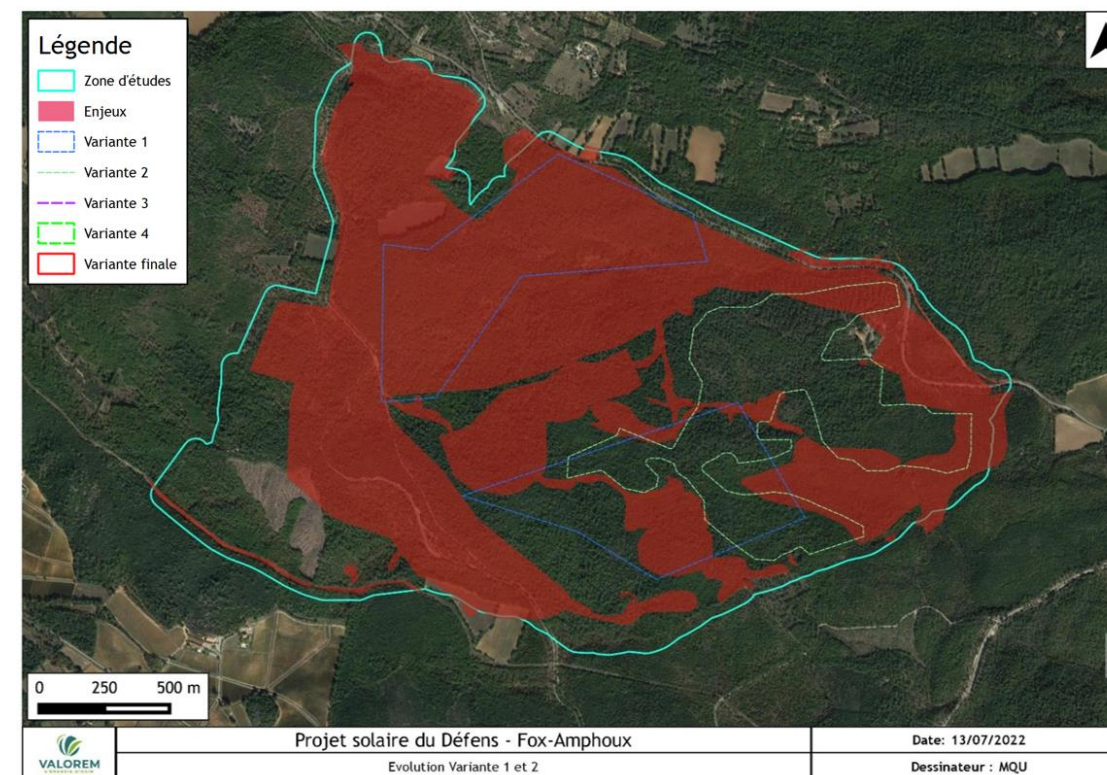 Légende
Zone d'études
Enjeux
Variante 1
Variante 2
Variante 3
Variante 4
Variante finale
0 250 500 m
VALOREM
Projet solaire du Défens - Fox-Amphoux
Evolution Variante 1 et 2
Date: 13/07/2022
Dessinateur : MQU